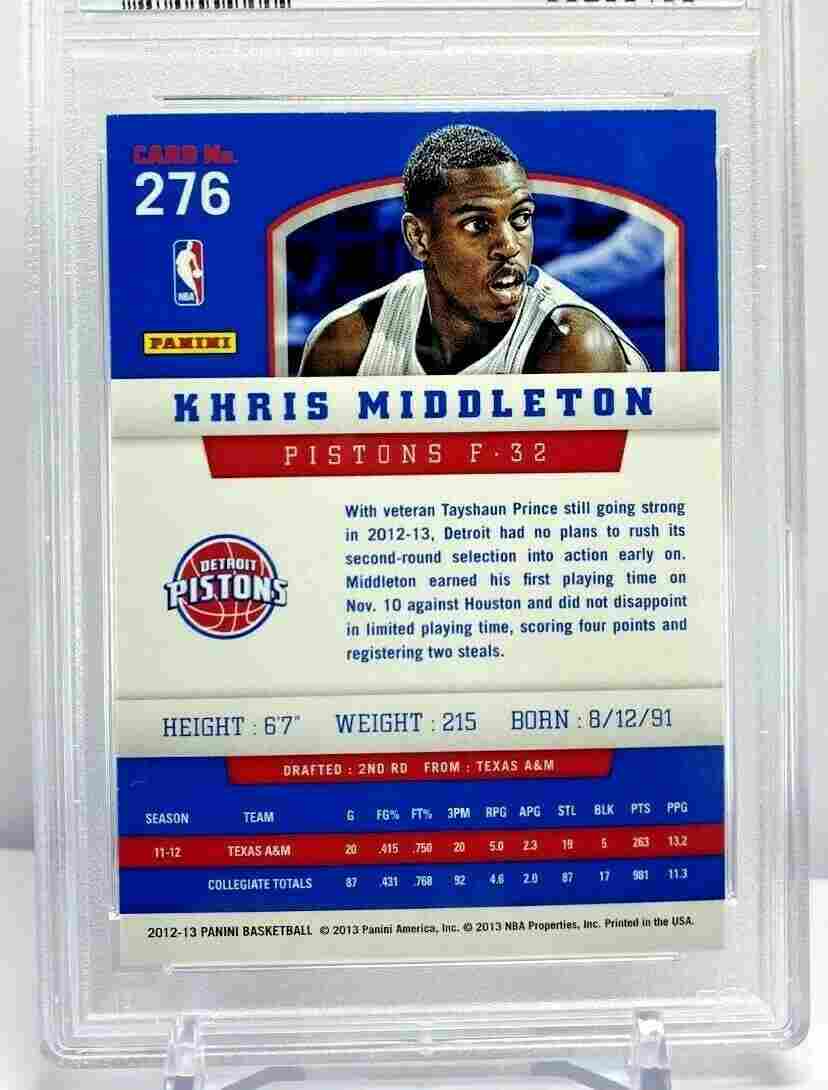 CARD No.
276
NBA
PANINI
KHRIS MIDDLETON
PISTONS F·32
With veteran Tayshaun Prince still going strong
in 2012-13, Detroit had no plans to rush its
second-round selection into action early on.
Middleton earned his first playing time on
Nov. 10 against Houston and did not disappoint
in limited playing time, scoring four points and
registering two steals.
DETROIT
PISTONS
HEIGHT : 6'7" WEIGHT : 215 BORN : 8/12/91
DRAFTED : 2ND RD FROM : TEXAS A&M
SEASON TEAM G FG% FT% 3PM RPG APG STL BLK PTS PPG
11-12 TEXAS A&M 20 .415 .750 20 5.0 2.3 19 5 263 13.2
COLLEGIATE TOTALS 87 .431 .768 92 4.6 2.0 87 17 981 11.3
2012-13 PANINI BASKETBALL © 2013 Panini America, Inc. © 2013 NBA Properties, Inc. Printed in the USA.